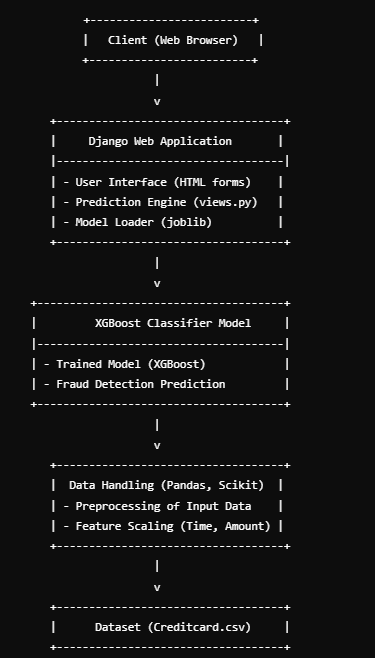 Client (Web Browser)
Django Web Application
- User Interface (HTML forms)
- Prediction Engine (views.py)
- Model Loader (joblib)
v
XGBoost Classifier Model
- Trained Model (XGBoost)
- Fraud Detection Prediction
v
Data Handling (Pandas, Scikit)
- Preprocessing of Input Data
- Feature Scaling (Time, Amount)
v
Dataset (Creditcard.csv)